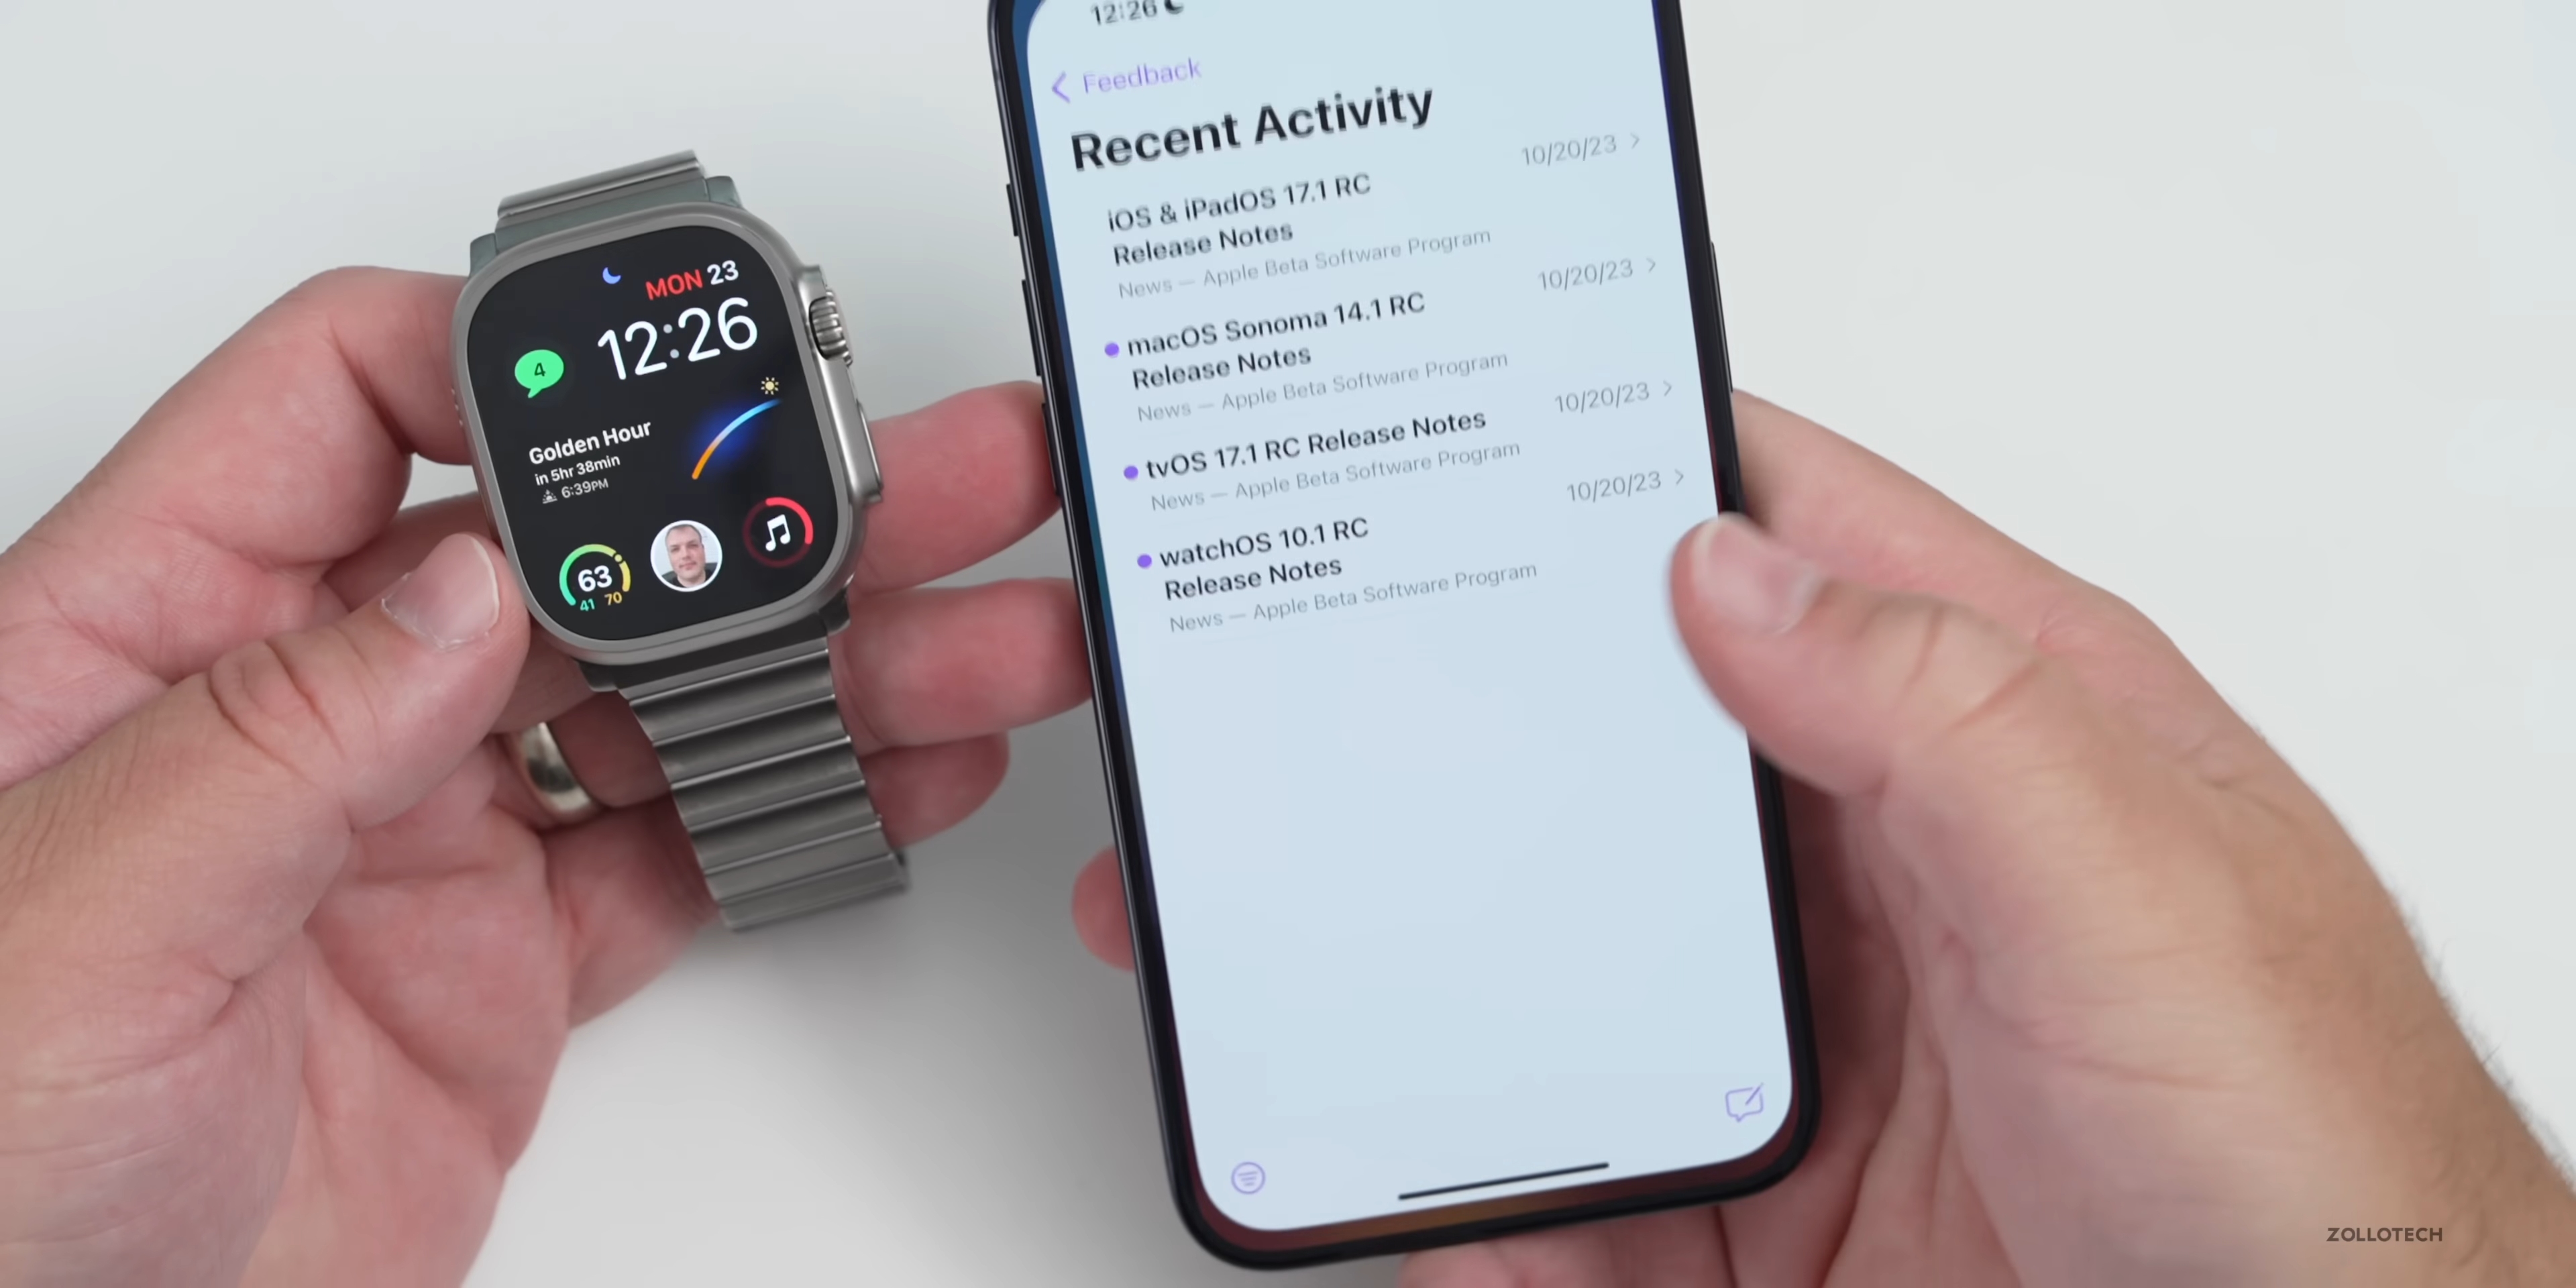 MON 23
12:26
4
Golden Hour
in 5hr 38min
6:39PM
63
41 70
12:26
Feedback
Recent Activity
10/20/23
iOS & iPadOS 17.1 RC
Release Notes
News — Apple Beta Software Program
10/20/23
macOS Sonoma 14.1 RC
Release Notes
News — Apple Beta Software Program
10/20/23
tvOS 17.1 RC Release Notes
News — Apple Beta Software Program
10/20/23
watchOS 10.1 RC
Release Notes
News — Apple Beta Software Program
ZOLLOTECH